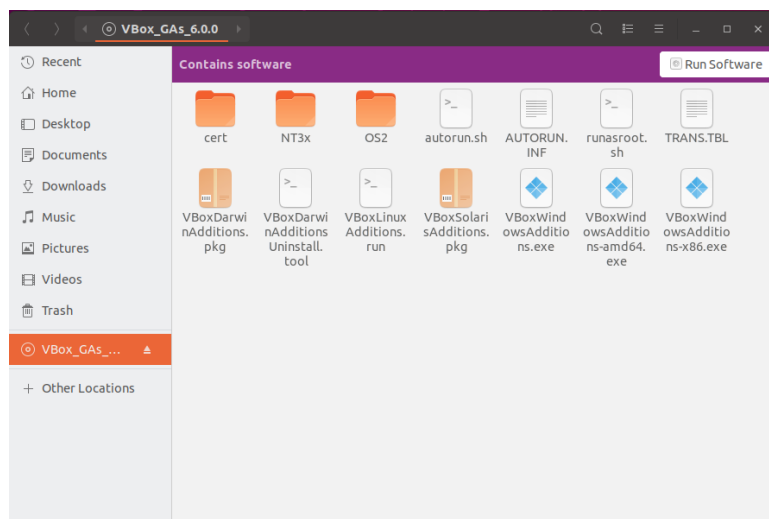 VBox_GAs_6.0.0
Recent
Home
Desktop
Documents
Downloads
Music
Pictures
Videos
Trash
VBox_GAs_...
+ Other Locations
Contains software
Run Software
cert
NT3x
OS2
autorun.sh
AUTORUN.
INF
runasroot.
sh
TRANS.TBL
VBoxDarwi
nAdditions.
pkg
VBoxDarwi
nAdditions
Uninstall.
tool
VBoxLinux
Additions.
run
VBoxSolari
sAdditions.
pkg
VBoxWind
owsAdditio
ns.exe
VBoxWind
owsAdditio
ns-amd64.
exe
VBoxWind
owsAdditio
ns-x86.exe